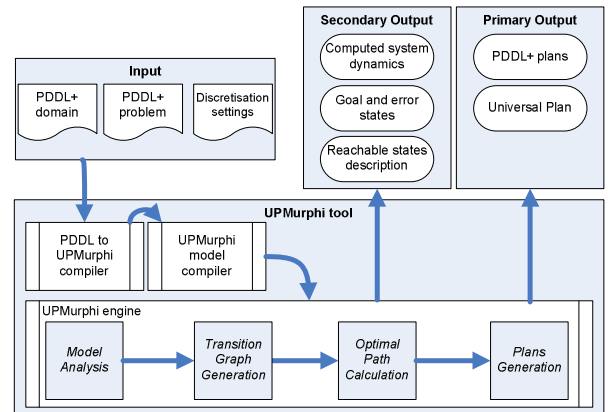 Secondary Output
Computed system
dynamics
Goal and error
states
Reachable states
description
Primary Output
PDDL+ plans
Universal Plan
Input
PDDL+
domain
PDDL+
problem
Discretisation
settings
UPMurphi tool
PDDL to
UPMurphi
compiler
UPMurphi
model
compiler
UPMurphi engine
Model
Analysis
Transition
Graph
Generation
Optimal
Path
Calculation
Plans
Generation